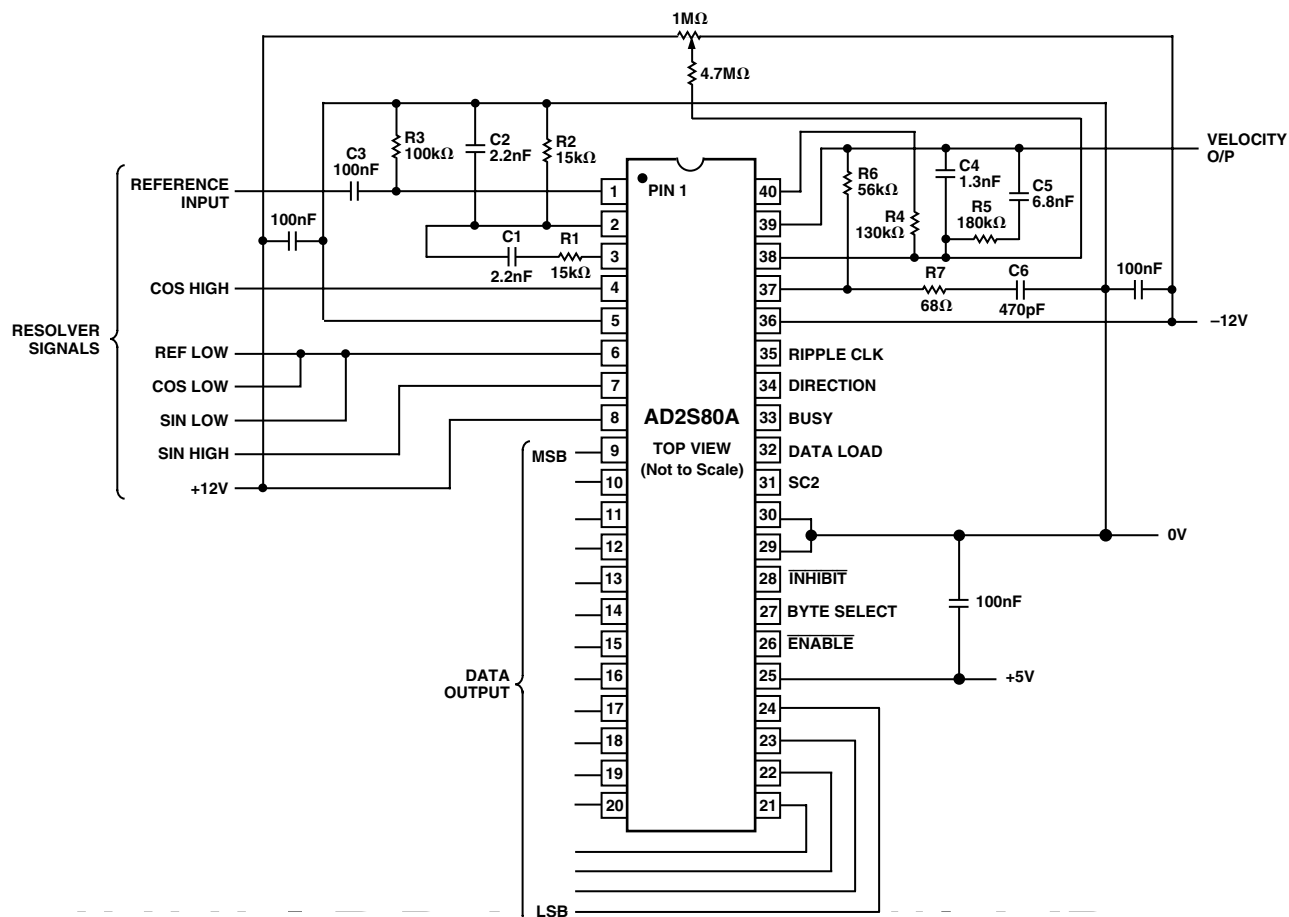 1MΩ
4.7MΩ
R3
100kΩ
C2
2.2nF
R2
15kΩ
C3
100nF
VELOCITY
O/P
REFERENCE
INPUT
100nF
C1
2.2nF
R1
15kΩ
R6
56kΩ
R4
130kΩ
C4
1.3nF
R5
180kΩ
C5
6.8nF
R7
68Ω
C6
470pF
100nF
–12V
RESOLVER
SIGNALS
COS HIGH
REF LOW
COS LOW
SIN LOW
SIN HIGH
+12V
PIN 1
AD2S80A
TOP VIEW
(Not to Scale)
1
2
3
4
5
6
7
8
MSB 9
10
11
12
13
14
15
16
17
18
19
20
40
39
38
37
36
35 RIPPLE CLK
34 DIRECTION
33 BUSY
32 DATA LOAD
31 SC2
30
29
0V
28 INHIBIT
27 BYTE SELECT
26 ENABLE
100nF
25
+5V
24
23
22
21
DATA
OUTPUT
LSB